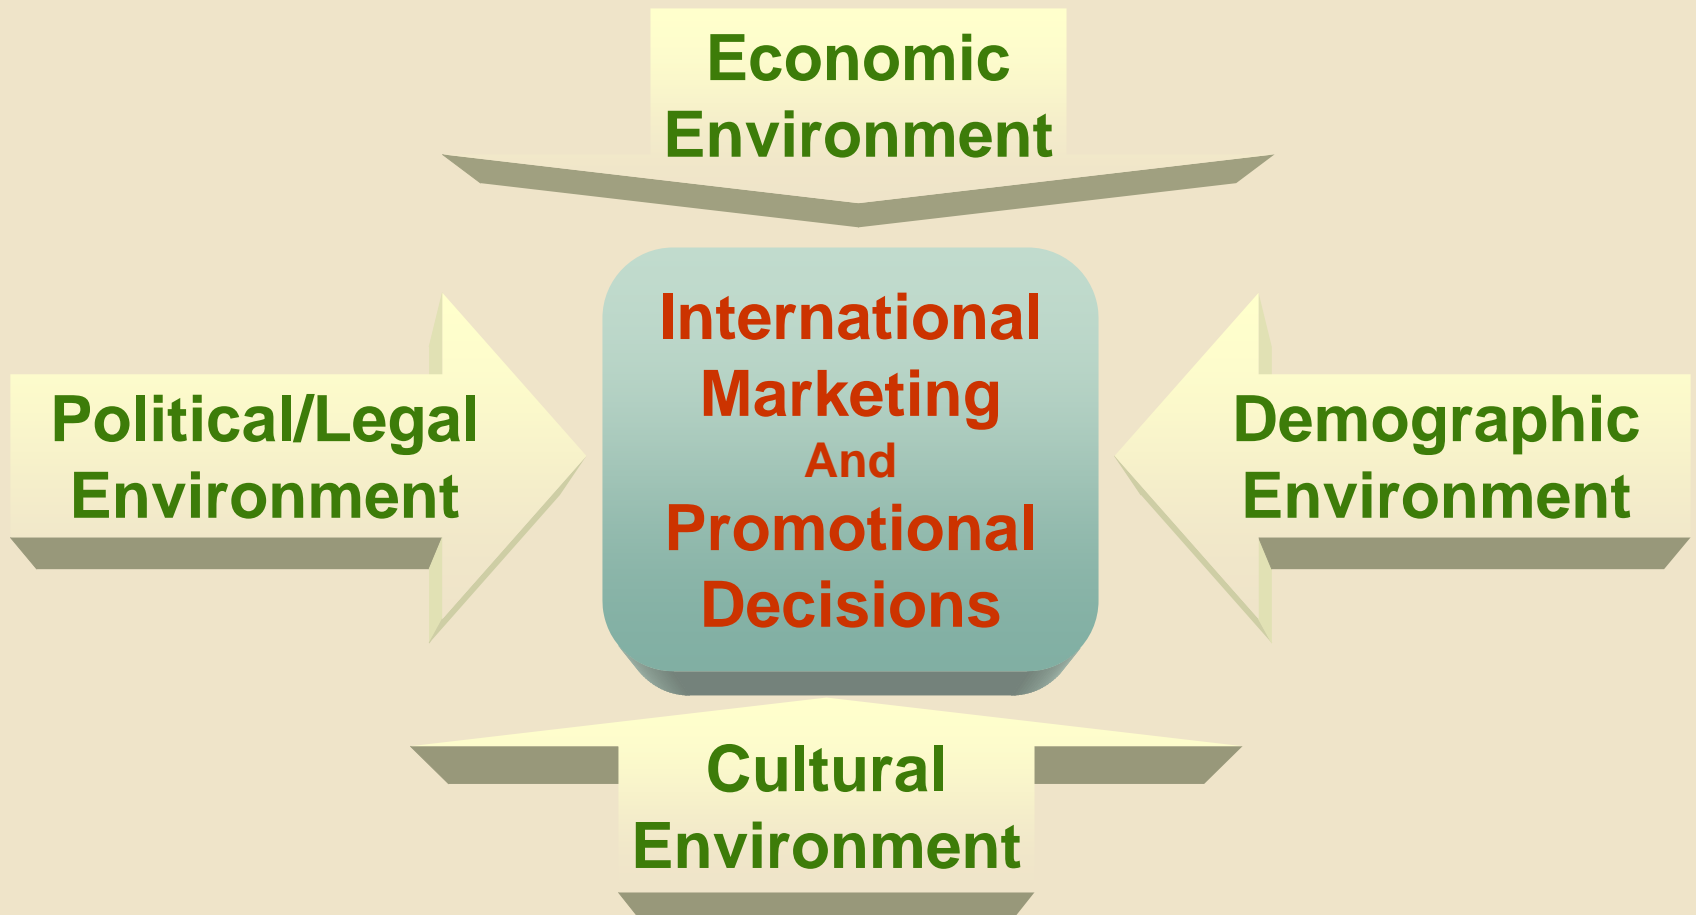 Economic
Environment
International
Marketing
And
Promotional
Decisions
Political/Legal
Environment
Demographic
Environment
Cultural
Environment